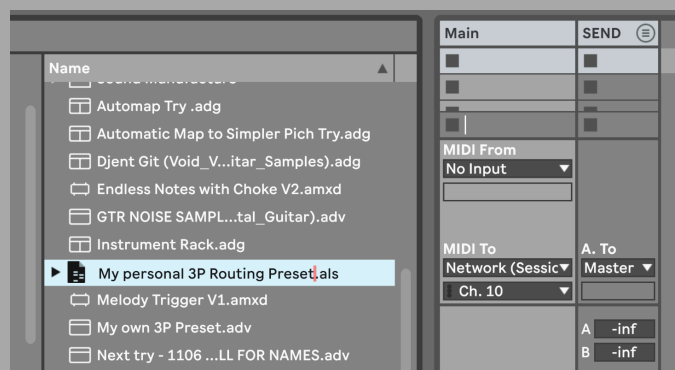 Name
Automap Try .adg
Automatic Map to Simpler Pich Try.adg
Djent Git (Void_V...itar_Samples).adg
Endless Notes with Choke V2.amxd
GTR NOISE SAMPL...tal_Guitar).adv
Instrument Rack.adg
My personal 3P Routing Preset.als
Melody Trigger V1.amxd
My own 3P Preset.adv
Next try - 1106 ...LL FOR NAMES.adv
Main
SEND
MIDI From
No Input
MIDI To
A. To
Network (Sessic
Master
Ch. 10
A -inf
B -inf